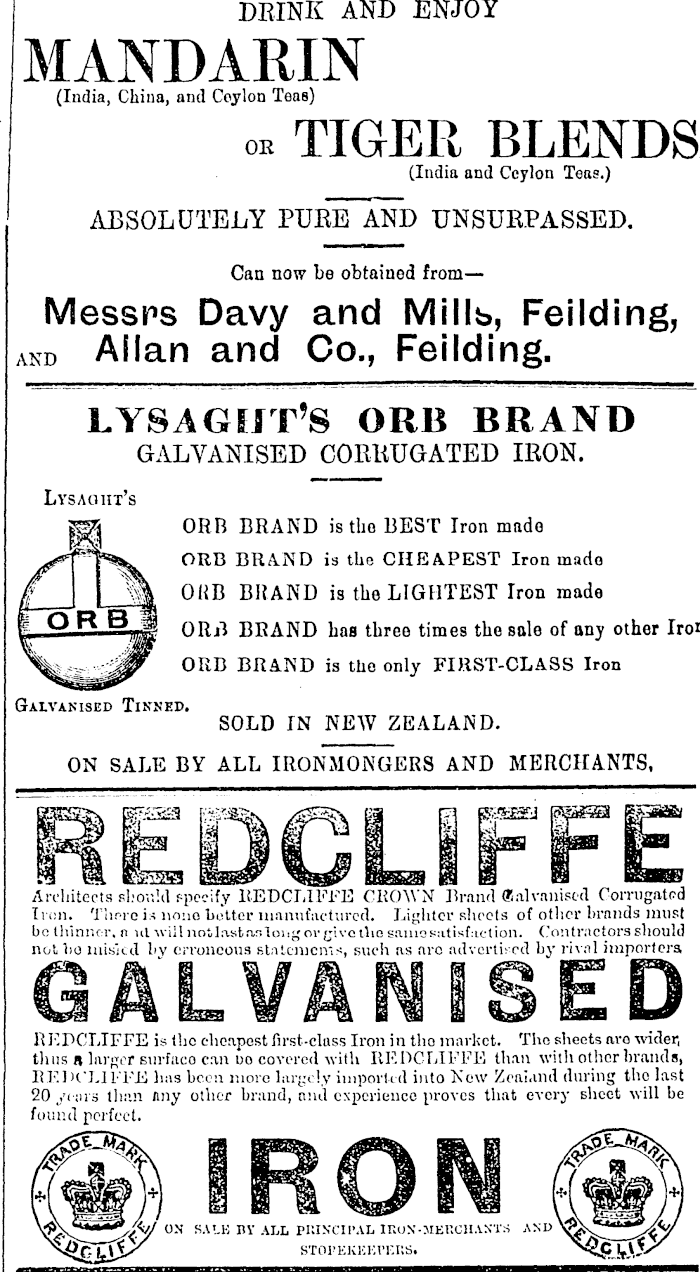 DRINK AND ENJOY
MANDARIN
(India, China, and Ceylon Teas)
OR TIGER BLENDS
(India and Ceylon Teas.)
ABSOLUTELY PURE AND UNSURPASSED.
Can now be obtained from—
Messrs Davy and Mills, Feilding,
AND Allan and Co., Feilding.
LYSAGHT'S ORB BRAND
GALVANISED CORRUGATED IRON.
LYSAGHT'S
ORB
GALVANISED TINNED.
ORB BRAND is the BEST Iron made
ORB BRAND is the CHEAPEST Iron made
ORB BRAND is the LIGHTEST Iron made
ORB BRAND has three times the sale of any other Iron
ORB BRAND is the only FIRST-CLASS Iron
SOLD IN NEW ZEALAND.
ON SALE BY ALL IRONMONGERS AND MERCHANTS,
REDCLIFFE
Architects should specify REDCLIFFE CROWN Brand Galvanised Corrugated
Iron. There is none better manufactured. Lighter sheets of other brands must
be thinner, and will not last as long or give the same satisfaction. Contractors should
not be misled by erroneous statements, such as are advertised by rival importers
GALVANISED
REDCLIFFE is the cheapest first-class Iron in the market. The sheets are wider,
thus a larger surface can be covered with REDCLIFFE than with other brands,
REDCLIFFE has been more largely imported into New Zealand during the last
20 years than any other brand, and experience proves that every sheet will be
found perfect.
TRADE MARK
REDCLIFFE
IRON
TRADE MARK
REDCLIFFE
ON SALE BY ALL PRINCIPAL IRON-MERCHANTS AND
STOPEKEEPERS.